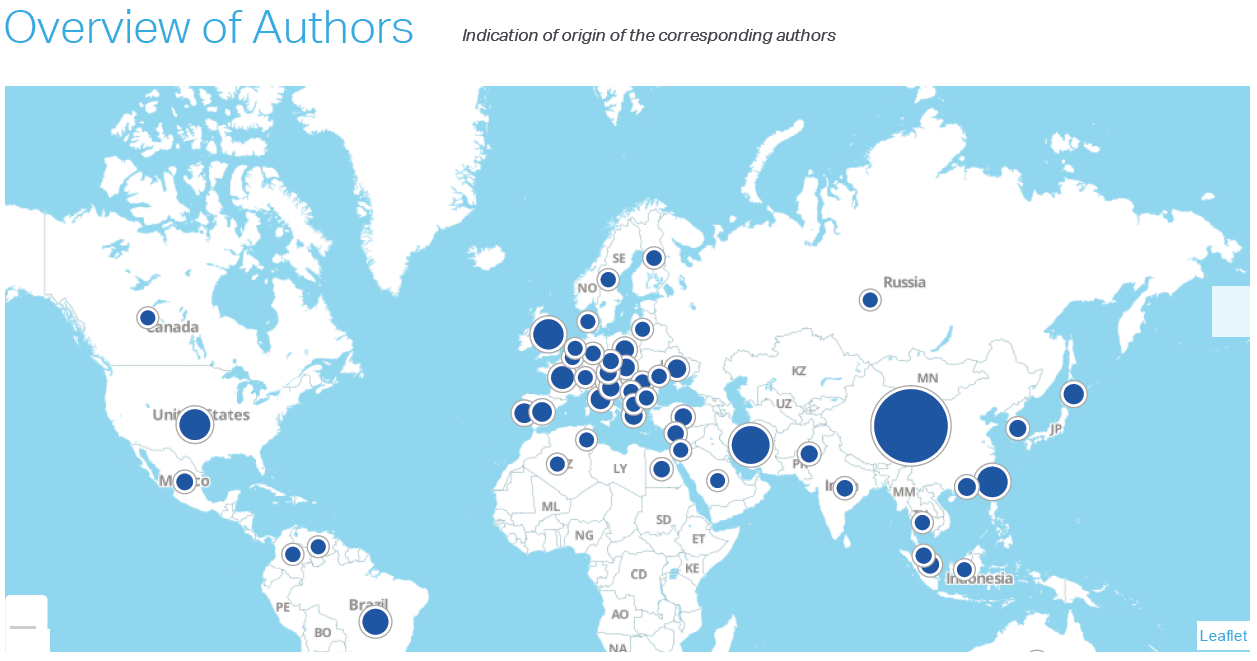 Overview of Authors
Indication of origin of the corresponding authors
SE
Russia
NO
Canada
KZ
MN
UZ
United States
JP
LY
Mexico
ML
MM
SD
NG
ET
KE
CD
Indonesia
PE
Brazil
AO
BO
NA
Leaflet